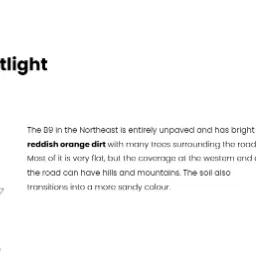 tlight
The B9 in the Northeast is entirely unpaved and has bright
reddish orange dirt with many trees surrounding the road
Most of it is very flat, but the coverage at the western end
the road can have hills and mountains. The soil also
transitions into a more sandy colour.